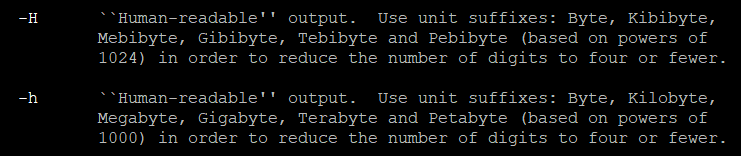 -H ``Human-readable'' output. Use unit suffixes: Byte, Kibibyte,
Mebibyte, Gibibyte, Tebibyte and Pebibyte (based on powers of
1024) in order to reduce the number of digits to four or fewer.
-h ``Human-readable'' output. Use unit suffixes: Byte, Kilobyte,
Megabyte, Gigabyte, Terabyte and Petabyte (based on powers of
1000) in order to reduce the number of digits to four or fewer.